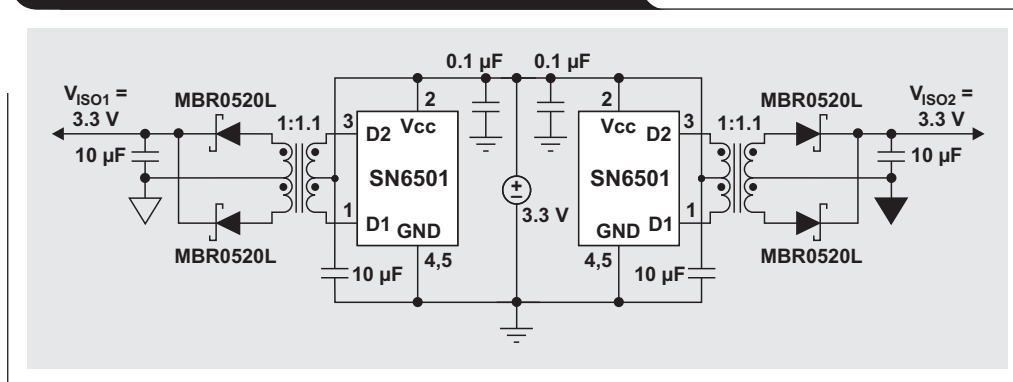 0.1 µF
0.1 µF
V_ISO1 =
3.3 V
MBR0520L
1:1.1
3
2
Vcc
D2
SN6501
D1
1
GND
4,5
10 µF
10 µF
MBR0520L
3.3 V
2
Vcc
3
D2
SN6501
D1
1
GND
4,5
10 µF
1:1.1
MBR0520L
V_ISO2 =
3.3 V
10 µF
MBR0520L